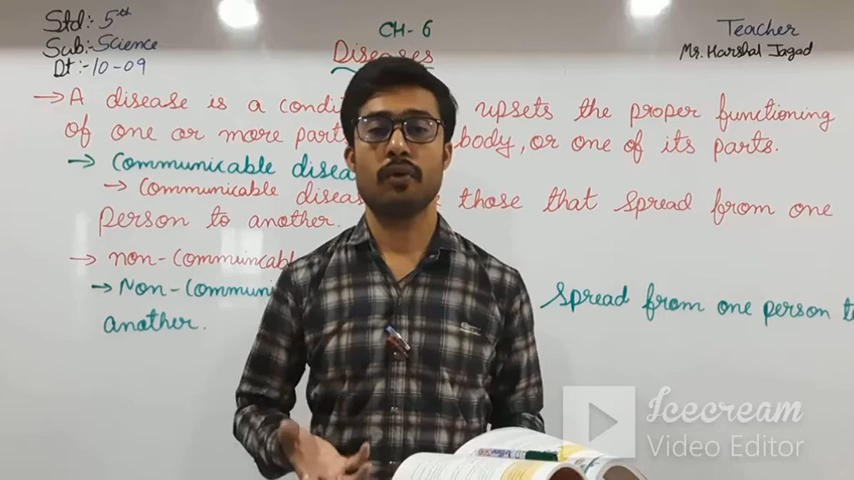 Std:- 5th
Sub:- Science
Dt:- 10-09
CH- 6
Diseases
Teacher
Mr. Harshal Jagad
→ A disease is a condi upsets the proper functioning
of one or more part body, or one of its parts.
→ Communicable disea
→ Communicable diseas those that spread from one
Person to another.
→ non-Communicabl
→ Non-Communi spread from one person t
another.
Icecream
Video Editor